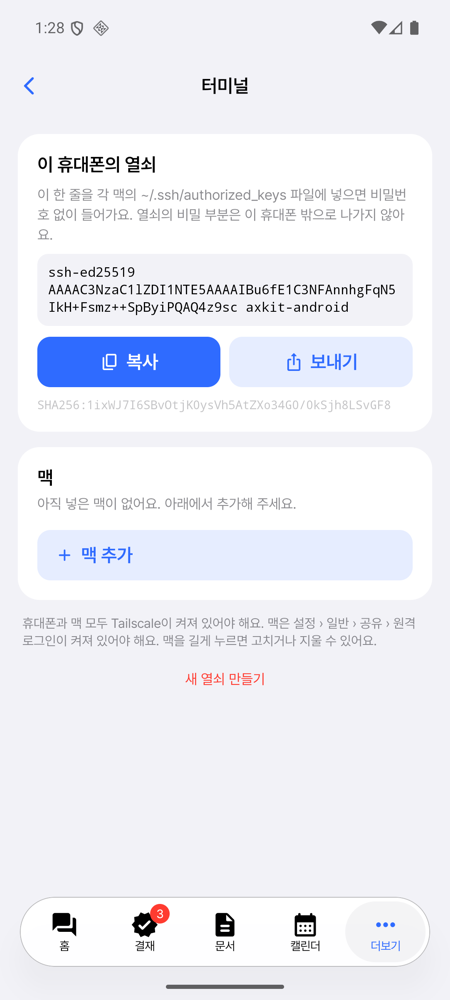 1:28
터미널
이 휴대폰의 열쇠
이 한 줄을 각 맥의 ~/.ssh/authorized_keys 파일에 넣으면 비밀번
호 없이 들어가요. 열쇠의 비밀 부분은 이 휴대폰 밖으로 나가지 않아
요.
ssh-ed25519
AAAAC3NzaC1lZDI1NTE5AAAAIBu6fE1C3NFAnnhgFqN5
IkH+Fsmz++SpByiPQAQ4z9sc axkit-android
복사
보내기
SHA256:1ixWJ7I6SBvOtjKOysVh5AtZXo34GO/0kSjh8LSvGF8
맥
아직 넣은 맥이 없어요. 아래에서 추가해 주세요.
+ 맥 추가
휴대폰과 맥 모두 Tailscale이 켜져 있어야 해요. 맥은 설정 › 일반 › 공유 › 원격
로그인이 켜져 있어야 해요. 맥을 길게 누르면 고치거나 지울 수 있어요.
새 열쇠 만들기
3
홈
결재
문서
캘린더
더보기